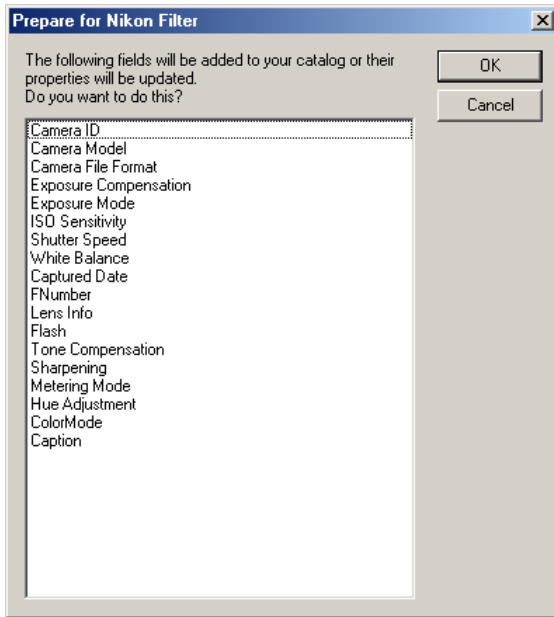 Prepare for Nikon Filter
The following fields will be added to your catalog or their
properties will be updated.
Do you want to do this?
OK
Cancel
Camera ID
Camera Model
Camera File Format
Exposure Compensation
Exposure Mode
ISO Sensitivity
Shutter Speed
White Balance
Captured Date
FNumber
Lens Info
Flash
Tone Compensation
Sharpening
Metering Mode
Hue Adjustment
ColorMode
Caption